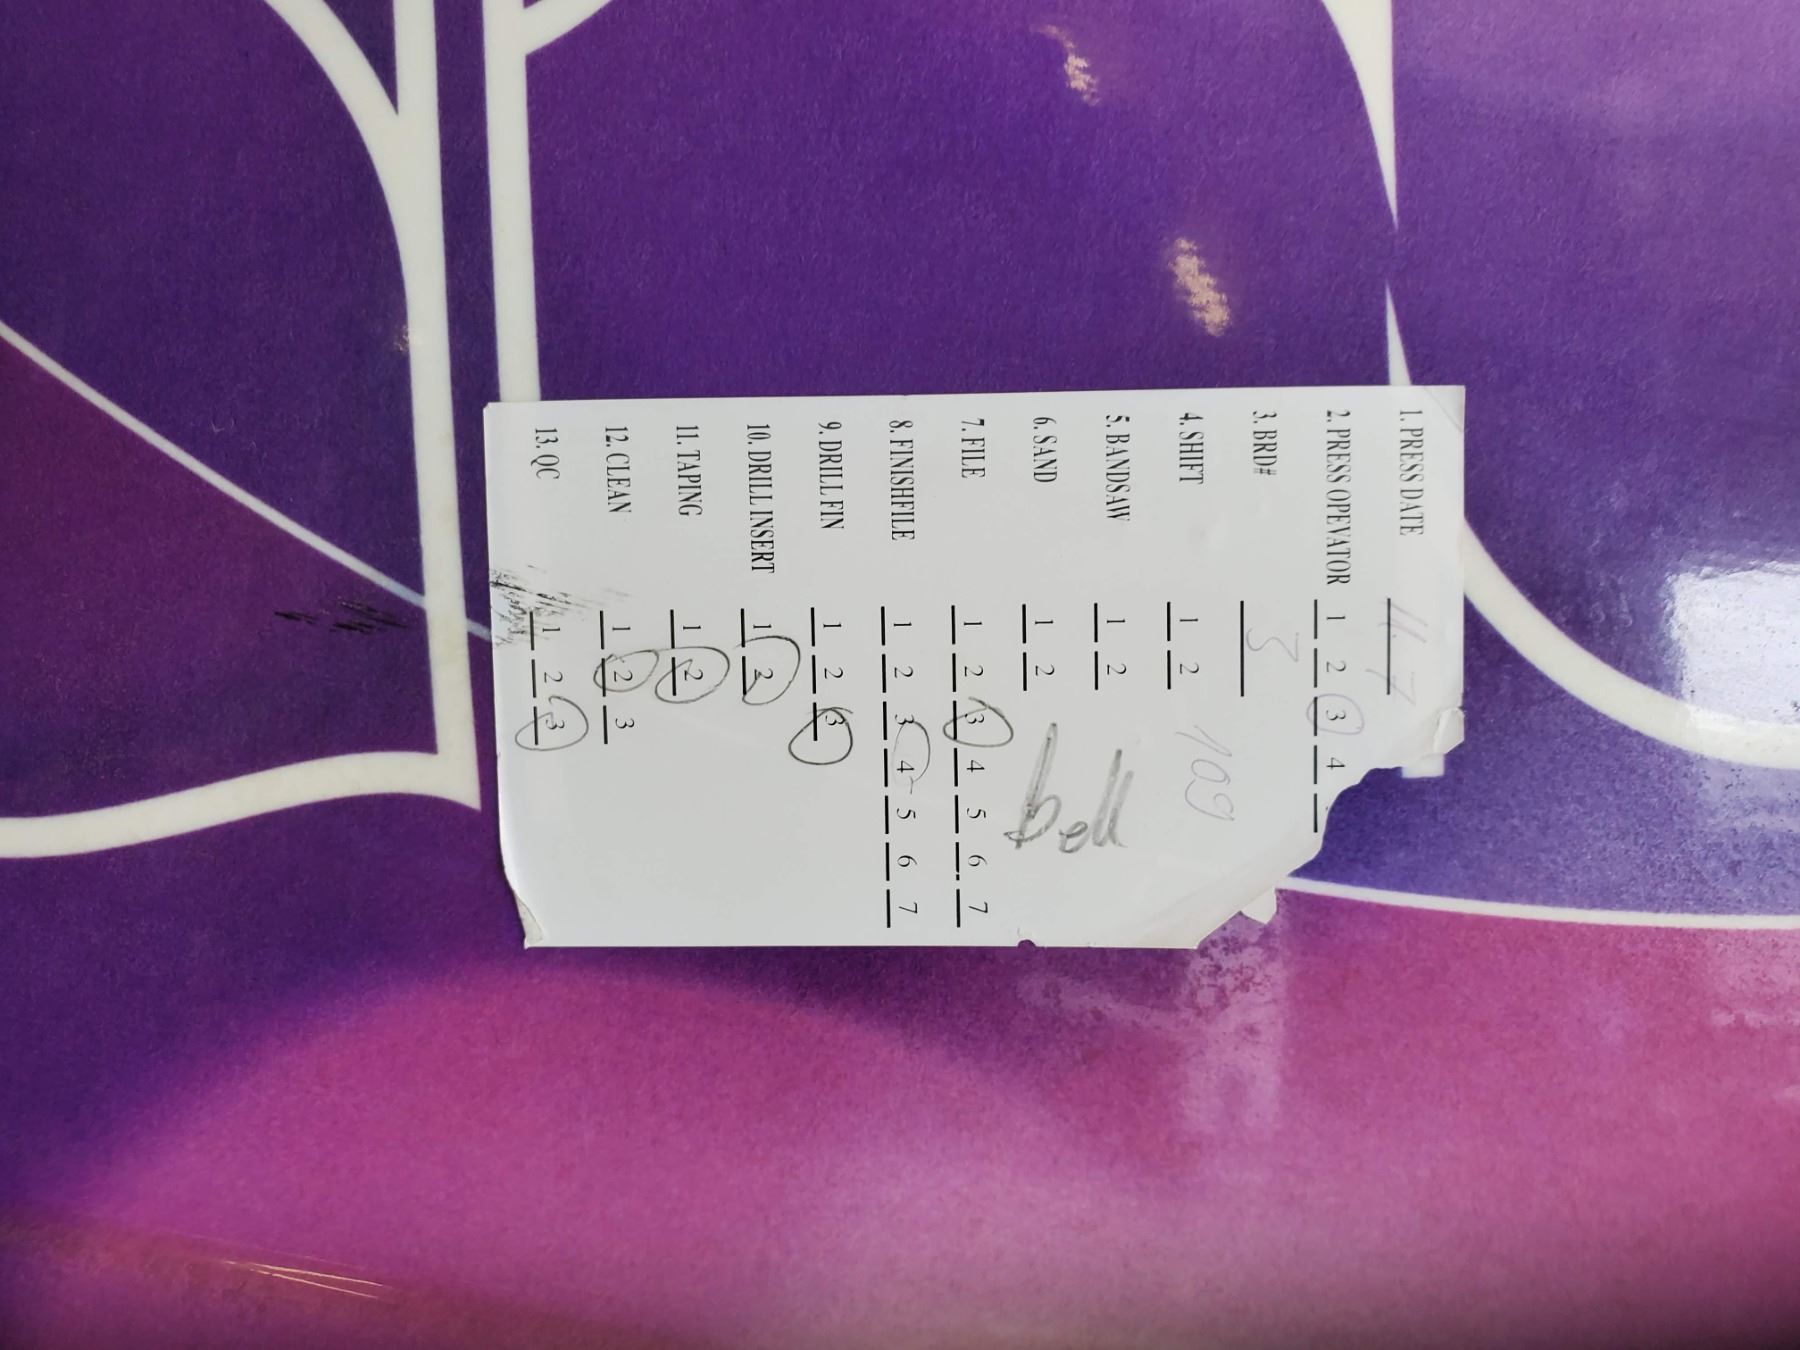 1. PRESS DATE 11.7
2. PRESS OPEVATOR 1 2 3 4
3. BRD# 3
4. SHIFT 1 2 109
5. BANDSAW 1 2
6. SAND 1 2 bell
7. FILE 1 2 3 4 5 6 7
8. FINISHFILE 1 2 3 4 5 6 7
9. DRILL FIN 1 2 3
10. DRILL INSERT 1 2
11. TAPING 1 2
12. CLEAN 1 2 3
13. QC 1 2 3